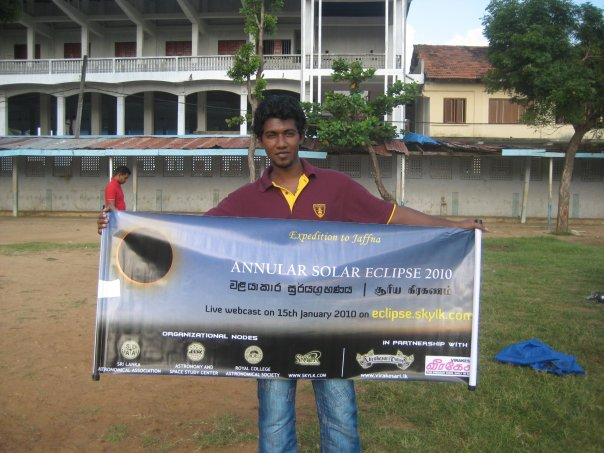 Expedition to Jaffna
ANNULAR SOLAR ECLIPSE 2010
වළයාකාර සූර්යග්‍රහණය | சூரிய கிரகணம்
Live webcast on 15th January 2010 on eclipse.skylk.com
ORGANIZATIONAL NODES
IN PARTNERSHIP WITH
SRI LANKA
ASTRONOMICAL ASSOCIATION
ASTRONOMY AND
SPACE STUDY CENTER
ROYAL COLLEGE
ASTRONOMICAL SOCIETY
WWW.SKYLK.COM
www.virakesari.lk
வீரகே